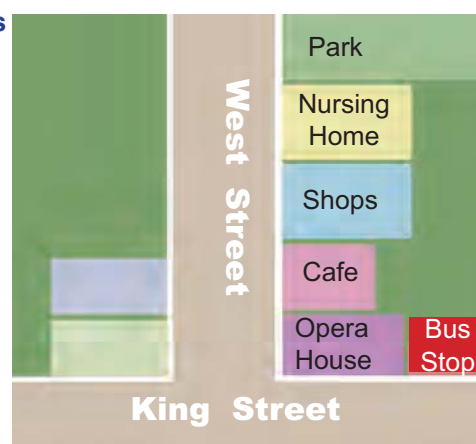 s
Park
Nursing
Home
West Street
Shops
Cafe
Opera
House
Bus
Stop
King Street